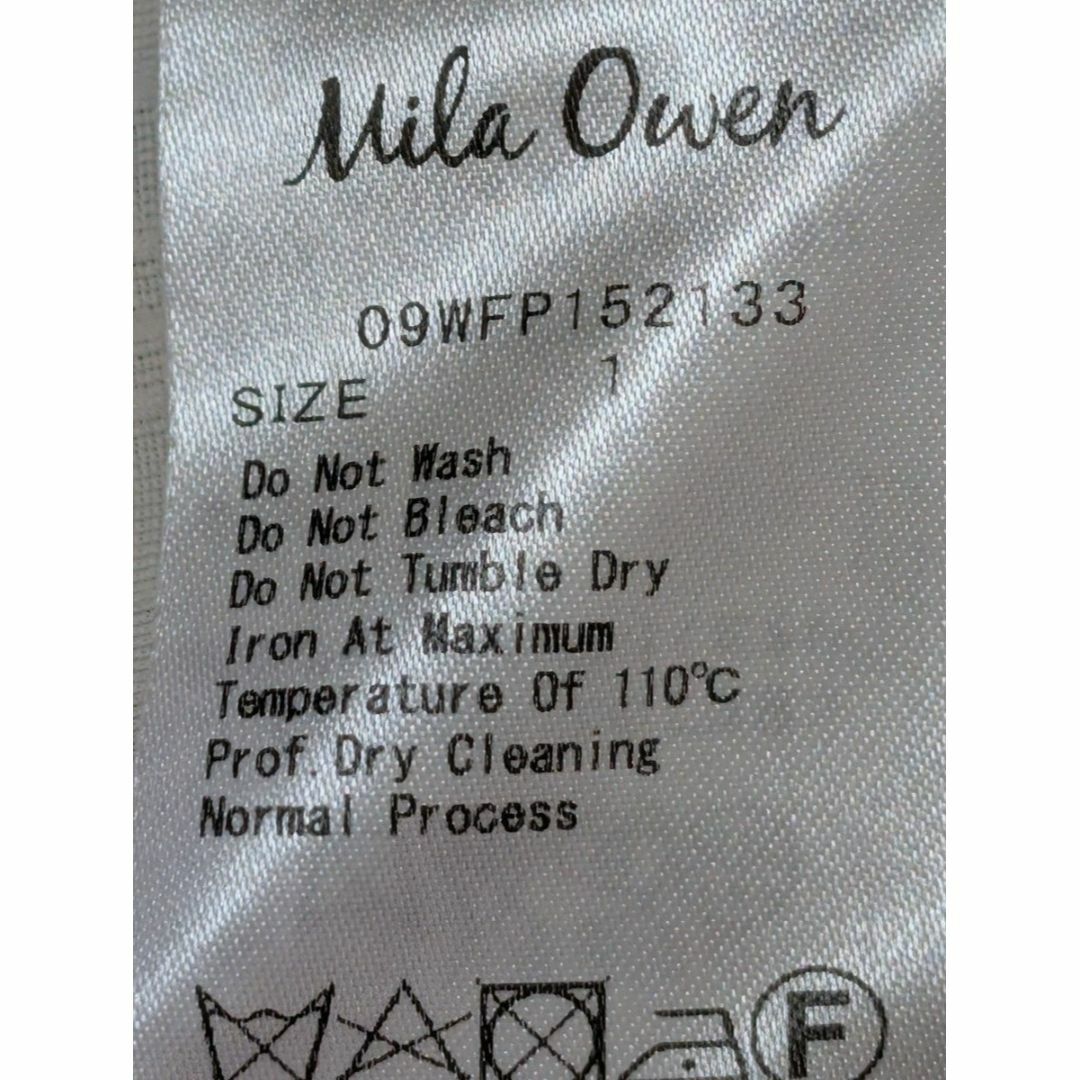 Mila Owen
09WFP152133
SIZE 1
Do Not Wash
Do Not Bleach
Do Not Tumble Dry
Iron At Maximum
Temperature Of 110℃
Prof. Dry Cleaning
Normal Process
F